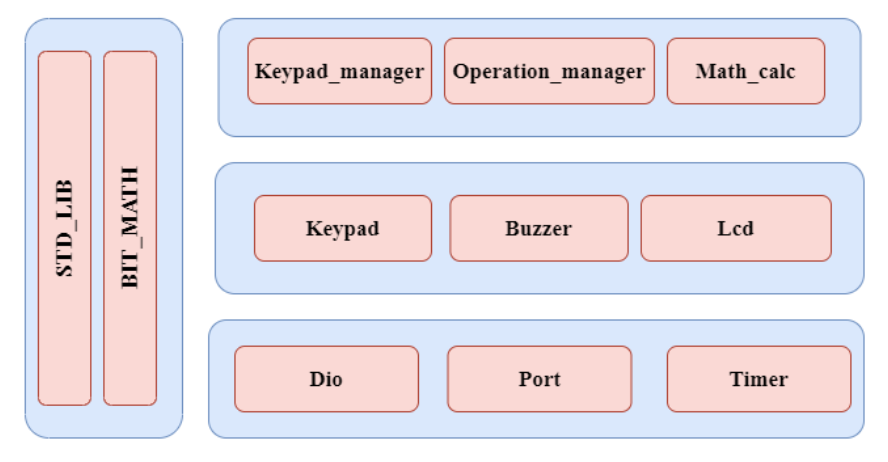 STD_LIB
BIT_MATH
Keypad_manager
Operation_manager
Math_calc
Keypad
Buzzer
Lcd
Dio
Port
Timer